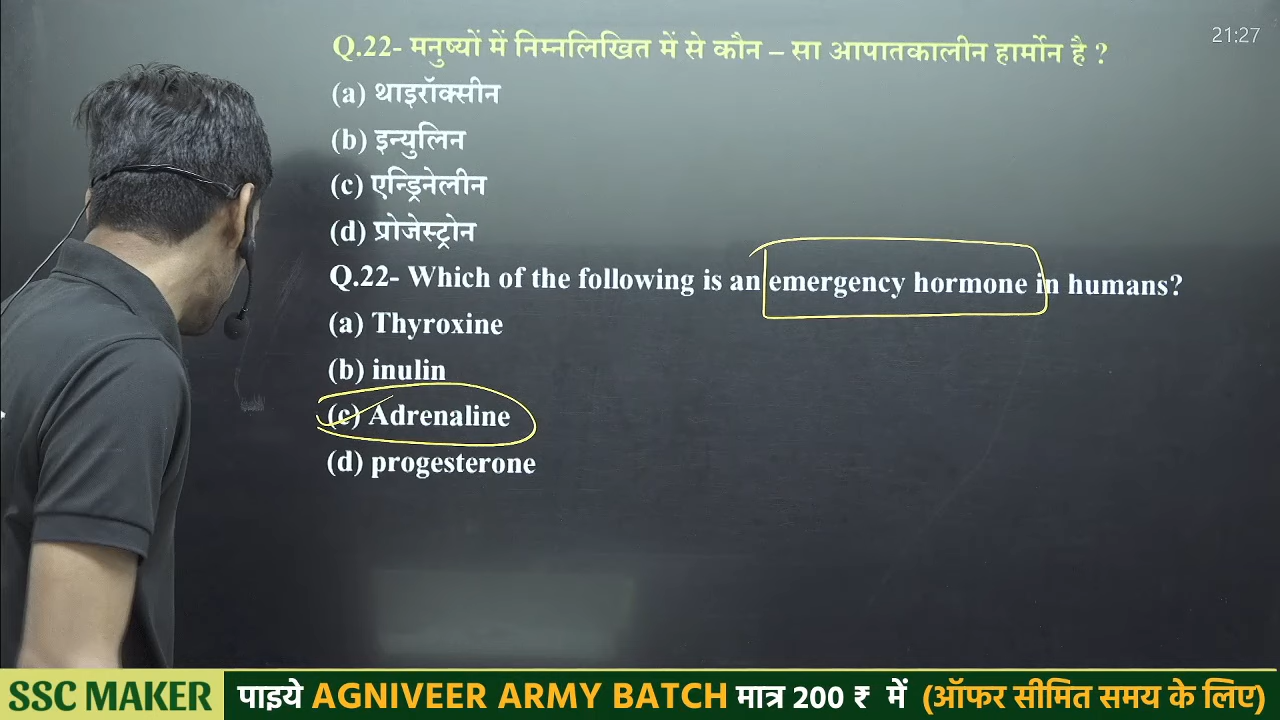 21:27
Q.22- मनुष्यों में निम्नलिखित में से कौन – सा आपातकालीन हार्मोन है ?
(a) थाइरॉक्सीन
(b) इन्युलिन
(c) एन्ड्रिनेलीन
(d) प्रोजेस्ट्रोन
Q.22- Which of the following is an emergency hormone in humans?
(a) Thyroxine
(b) inulin
(c) Adrenaline
(d) progesterone
SSC MAKER पाइये AGNIVEER ARMY BATCH मात्र 200 ₹ में (ऑफर सीमित समय के लिए)